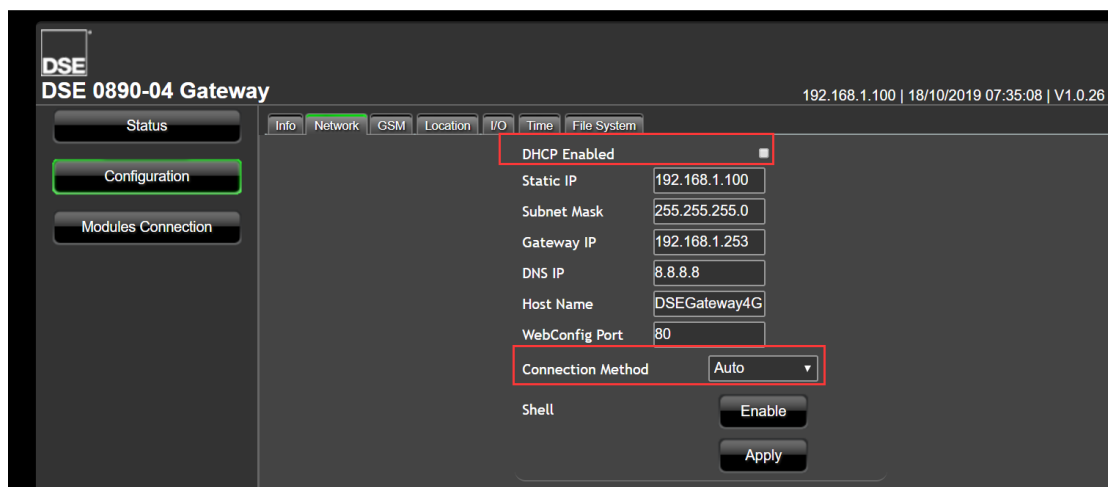 DSE
DSE 0890-04 Gateway
192.168.1.100 | 18/10/2019 07:35:08 | V1.0.26
Status
Configuration
Modules Connection
Info Network GSM Location I/O Time File System
DHCP Enabled
Static IP 192.168.1.100
Subnet Mask 255.255.255.0
Gateway IP 192.168.1.253
DNS IP 8.8.8.8
Host Name DSEGateway4G
WebConfig Port 80
Connection Method Auto
Shell Enable
Apply